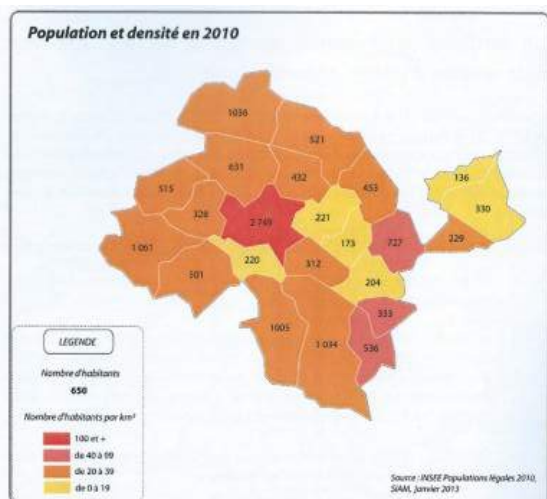 Population et densité en 2010
1036
521
631
432
453
515
328
2 749
221
136
330
173
727
229
1 061
220
312
501
204
333
1005
1 034
536
LEGENDE
Nombre d'habitants
650
Nombre d'habitants par km²
100 et +
de 40 à 99
de 20 à 39
de 0 à 19
Source : INSEE Populations légales 2010,
SIAM, janvier 2013